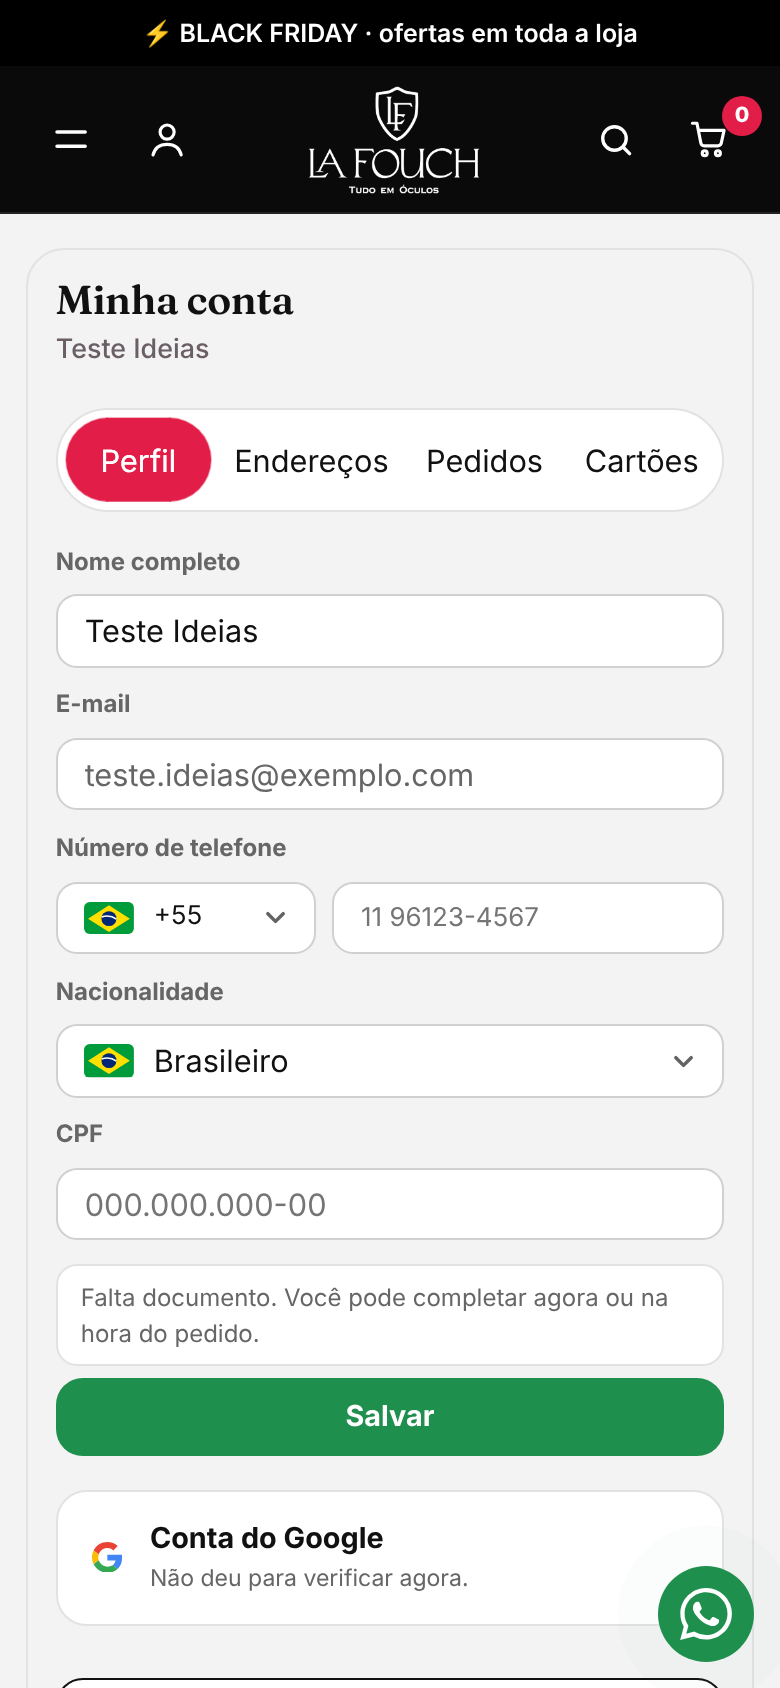 ⚡ BLACK FRIDAY · ofertas em toda a loja
0
LF
LA FOUCH
TUDO EM ÓCULOS
Minha conta
Teste Ideias
Perfil Endereços Pedidos Cartões
Nome completo
Teste Ideias
E-mail
teste.ideias@exemplo.com
Número de telefone
+55 11 96123-4567
Nacionalidade
Brasileiro
CPF
000.000.000-00
Falta documento. Você pode completar agora ou na
hora do pedido.
Salvar
Conta do Google
Não deu para verificar agora.